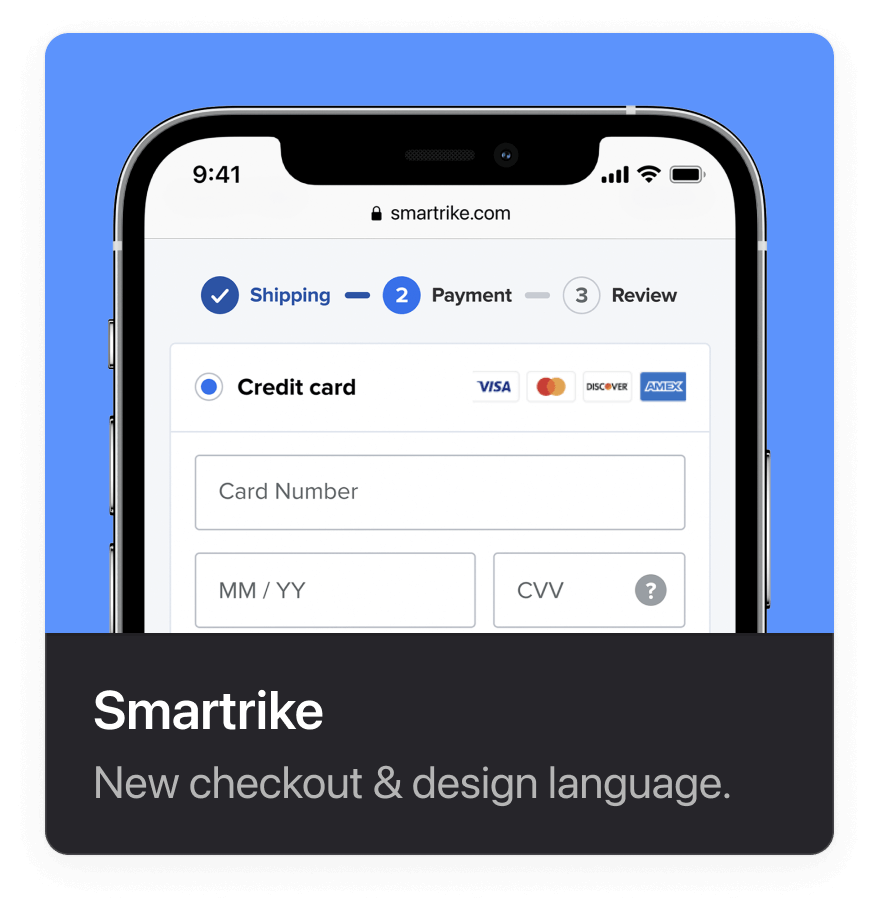 9:41
smartrike.com
Shipping 2 Payment 3 Review
Credit card VISA DISCOVER AMEX
Card Number
MM / YY CVV ?
Smartrike
New checkout & design language.